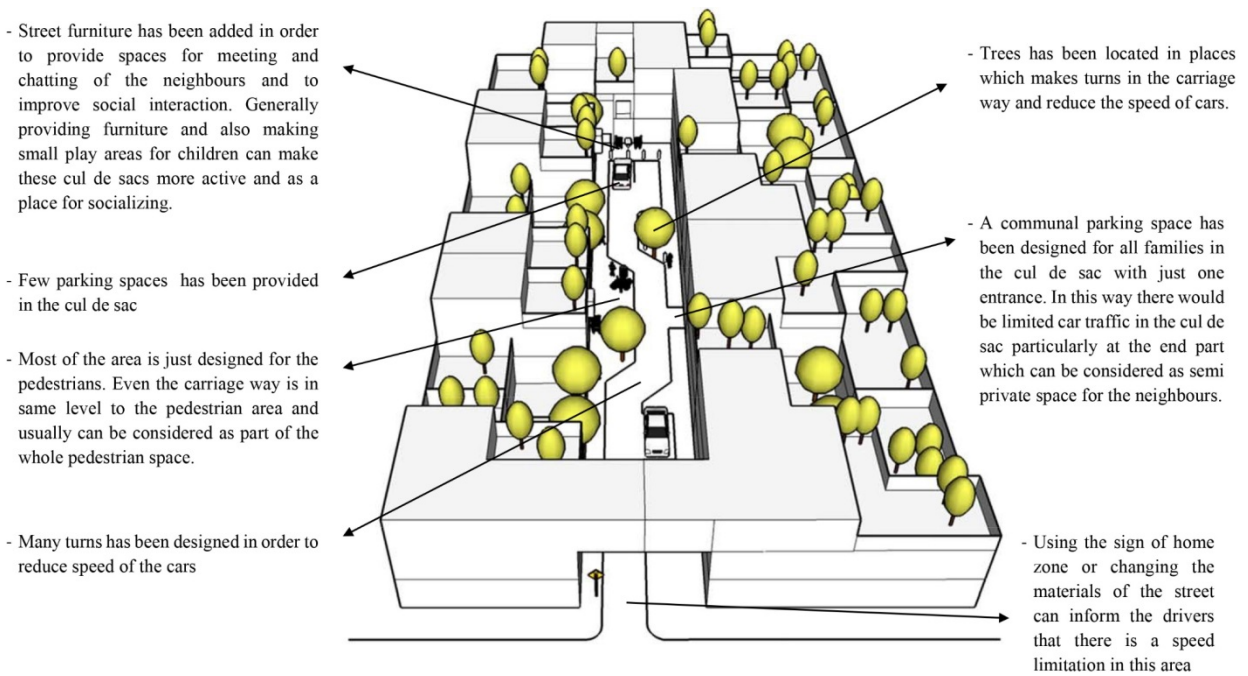 - Street furniture has been added in order
to provide spaces for meeting and
chatting of the neighbours and to
improve social interaction. Generally
providing furniture and also making
small play areas for children can make
these cul de sacs more active and as a
place for socializing.
- Few parking spaces has been provided
in the cul de sac
- Most of the area is just designed for the
pedestrians. Even the carriage way is in
same level to the pedestrian area and
usually can be considered as part of the
whole pedestrian space.
- Many turns has been designed in order to
reduce speed of the cars
- Trees has been located in places
which makes turns in the carriage
way and reduce the speed of cars.
- A communal parking space has
been designed for all families in
the cul de sac with just one
entrance. In this way there would
be limited car traffic in the cul de
sac particularly at the end part
which can be considered as semi
private space for the neighbours.
- Using the sign of home
zone or changing the
materials of the street
can inform the drivers
that there is a speed
limitation in this area